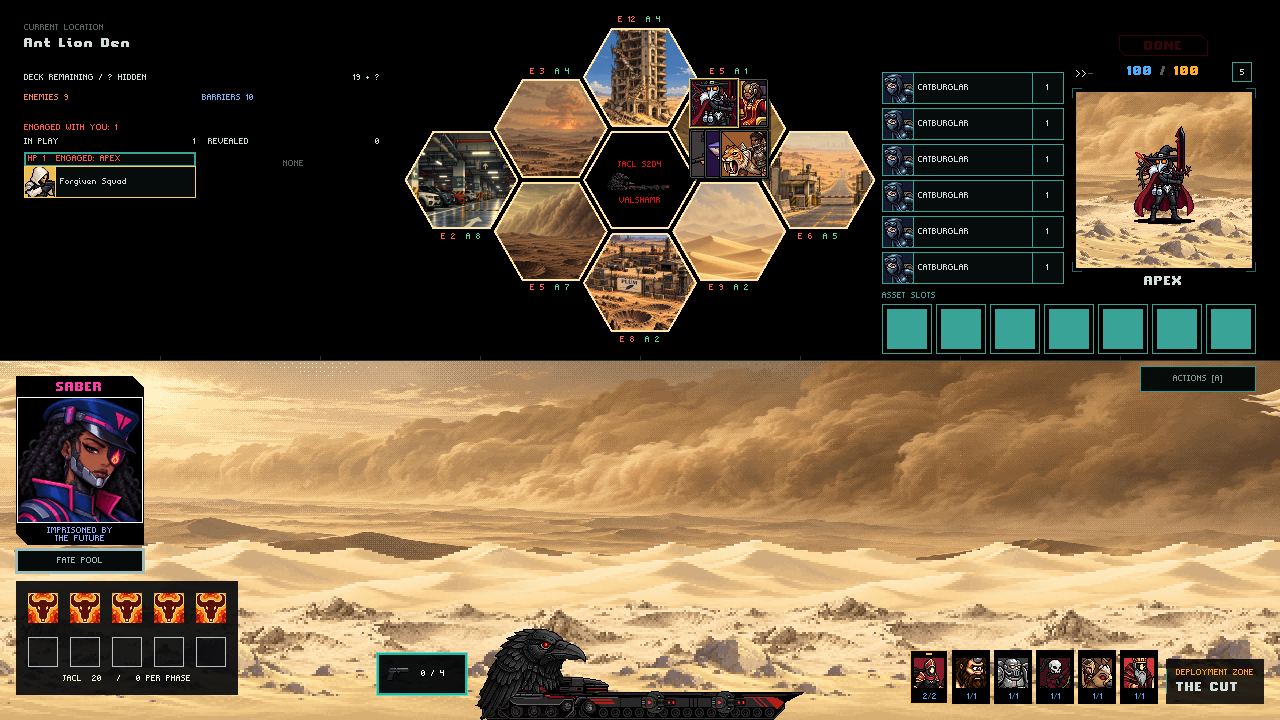 CURRENT LOCATION
Ant Lion Den
DECK REMAINING / ? HIDDEN 19 + ?
ENEMIES 9 BARRIERS 10
ENGAGED WITH YOU: 1
IN PLAY 1 REVEALED 0
HP 1 ENGAGED: APEX
Forgiven Squad
NONE
E 12 A 4
E 3 A 4
E 5 A 1
JACL S2D4
VALSHAMR
PLUM
E 2 A 8
E 6 A 5
E 5 A 7
E 9 A 2
E 8 A 2
DONE
100 / 100
5
CATBURGLAR 1
CATBURGLAR 1
CATBURGLAR 1
CATBURGLAR 1
CATBURGLAR 1
CATBURGLAR 1
APEX
ASSET SLOTS
ACTIONS [A]
SABER
IMPRISONED BY
THE FUTURE
FATE POOL
JACL 20 / 0 PER PHASE
0 / 4
2/2
1/1
1/1
1/1
1/1
1/1
DEPLOYMENT ZONE
THE CUT